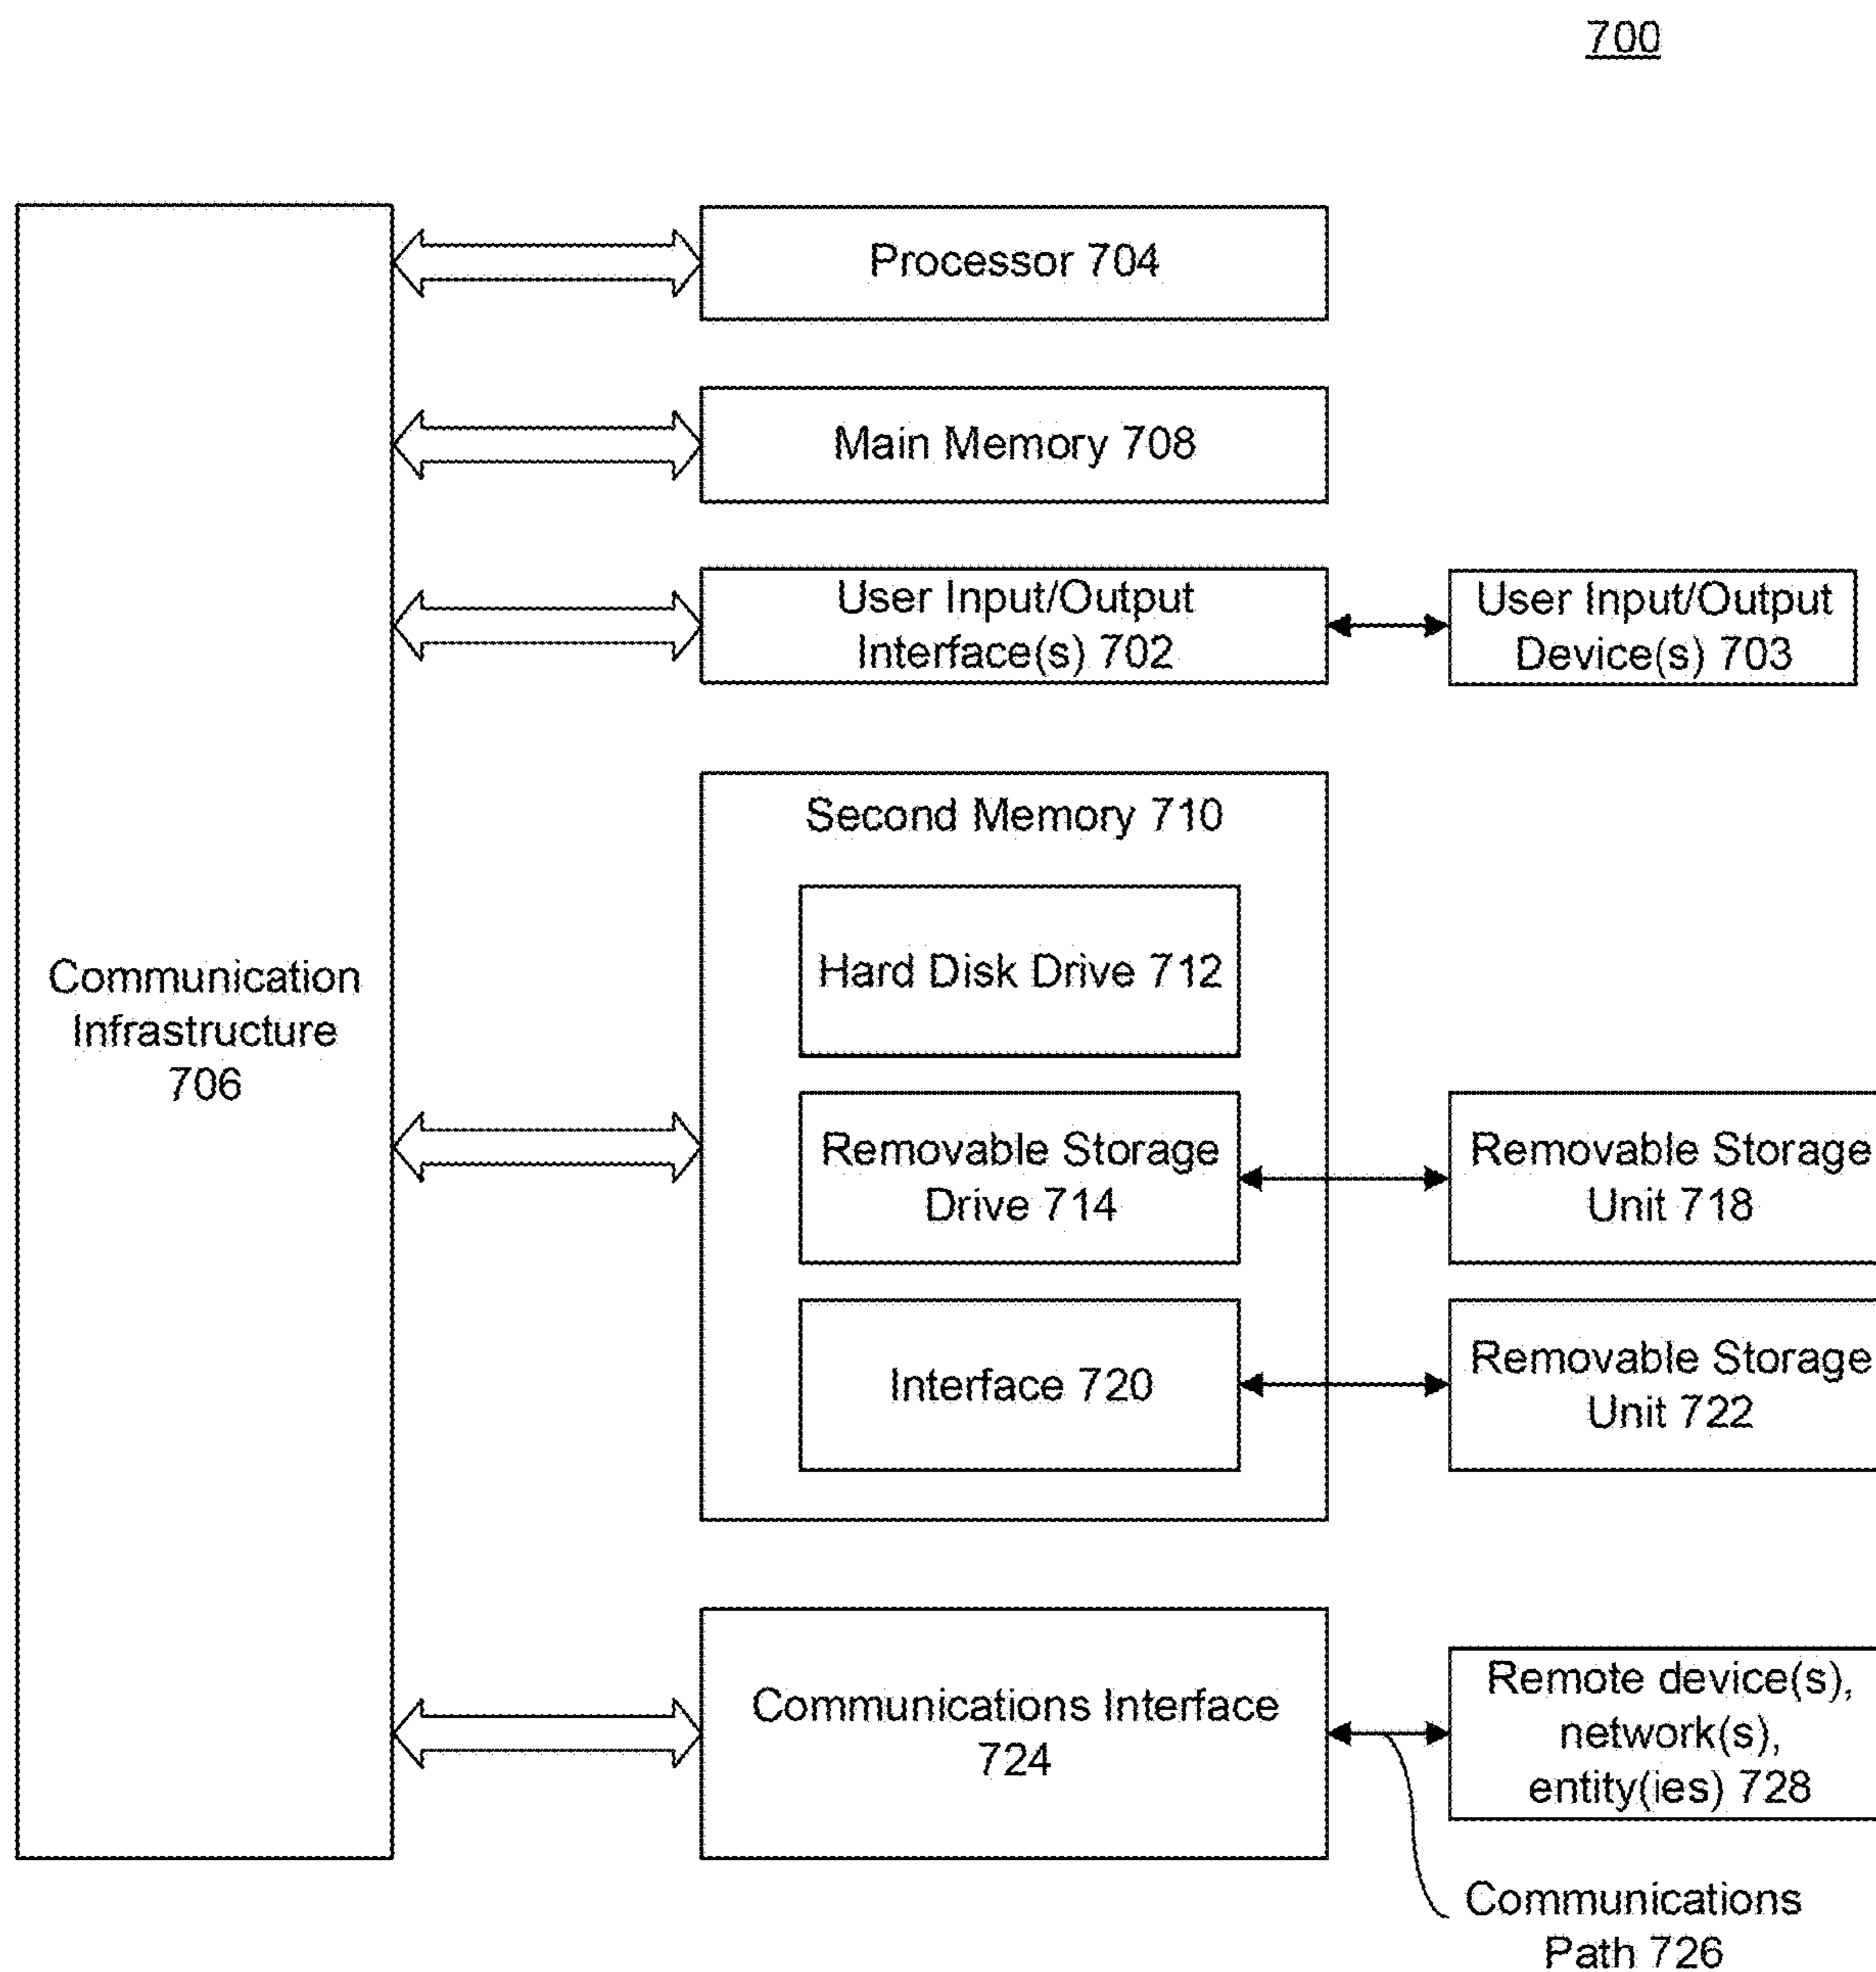 700
Processor 704
Main Memory 708
User Input/Output
Interface(s) 702
User Input/Output
Device(s) 703
Second Memory 710
Hard Disk Drive 712
Communication
Infrastructure
706
Removable Storage
Drive 714
Removable Storage
Unit 718
Interface 720
Removable Storage
Unit 722
Communications Interface
724
Remote device(s),
network(s),
entity(ies) 728
Communications
Path 726